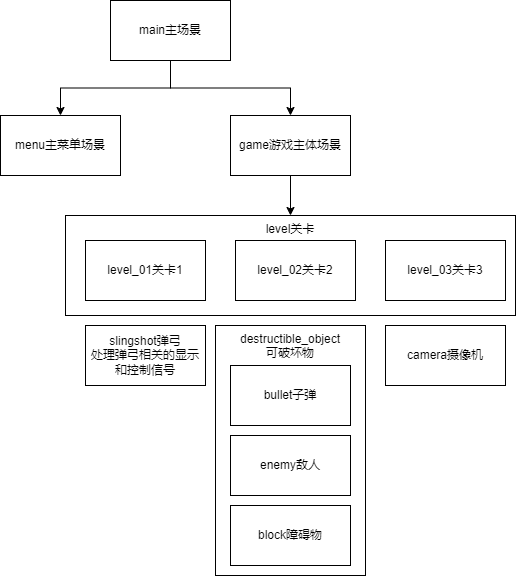 main主场景
menu主菜单场景
game游戏主体场景
level关卡
level_01关卡1
level_02关卡2
level_03关卡3
slingshot弹弓
处理弹弓相关的显示
和控制信号
destructible_object
可破坏物
camera摄像机
bullet子弹
enemy敌人
block障碍物